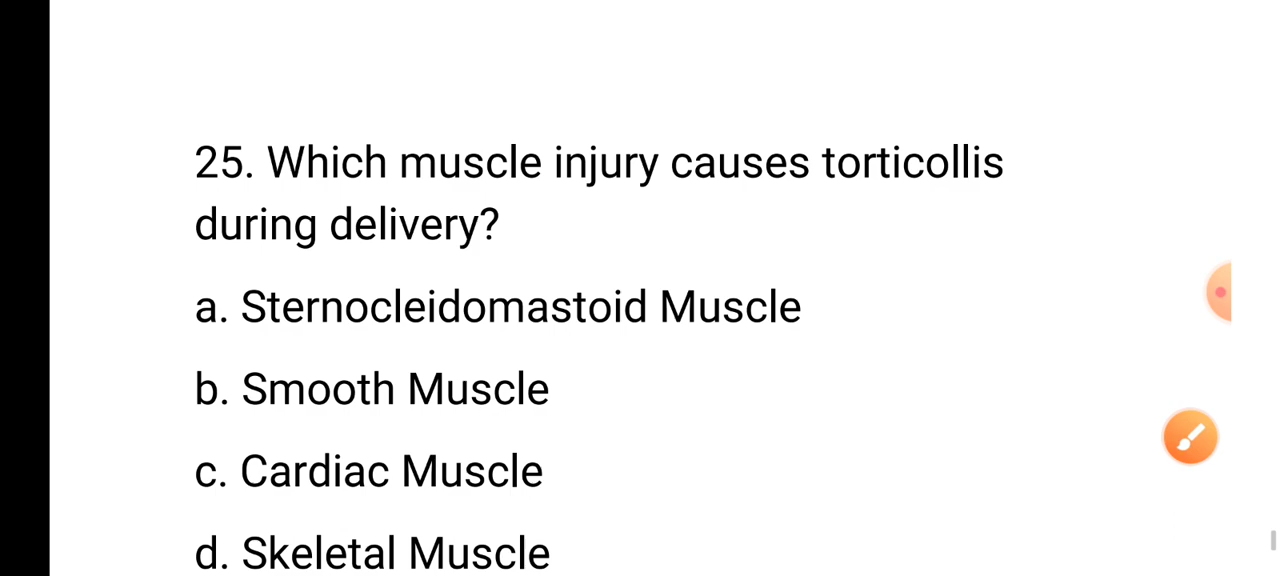 25. Which muscle injury causes torticollis
during delivery?
a. Sternocleidomastoid Muscle
b. Smooth Muscle
c. Cardiac Muscle
d. Skeletal Muscle